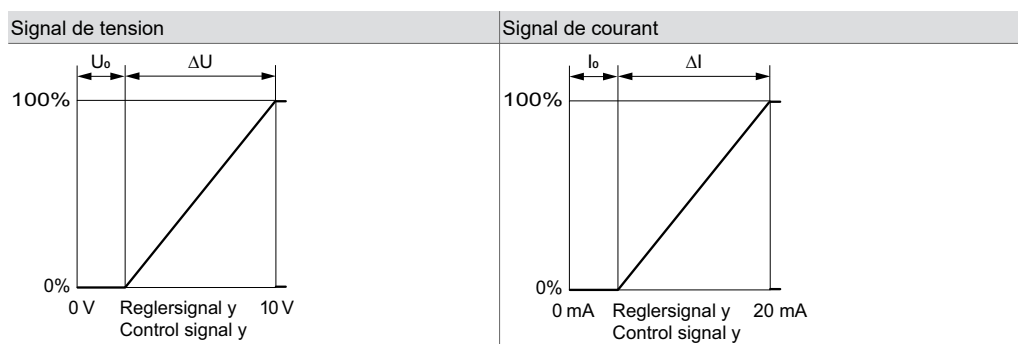 Signal de tension
U₀ ΔU
100%
0%
0 V Reglersignal y 10 V
Control signal y
Signal de courant
I₀ ΔI
100%
0%
0 mA Reglersignal y 20 mA
Control signal y